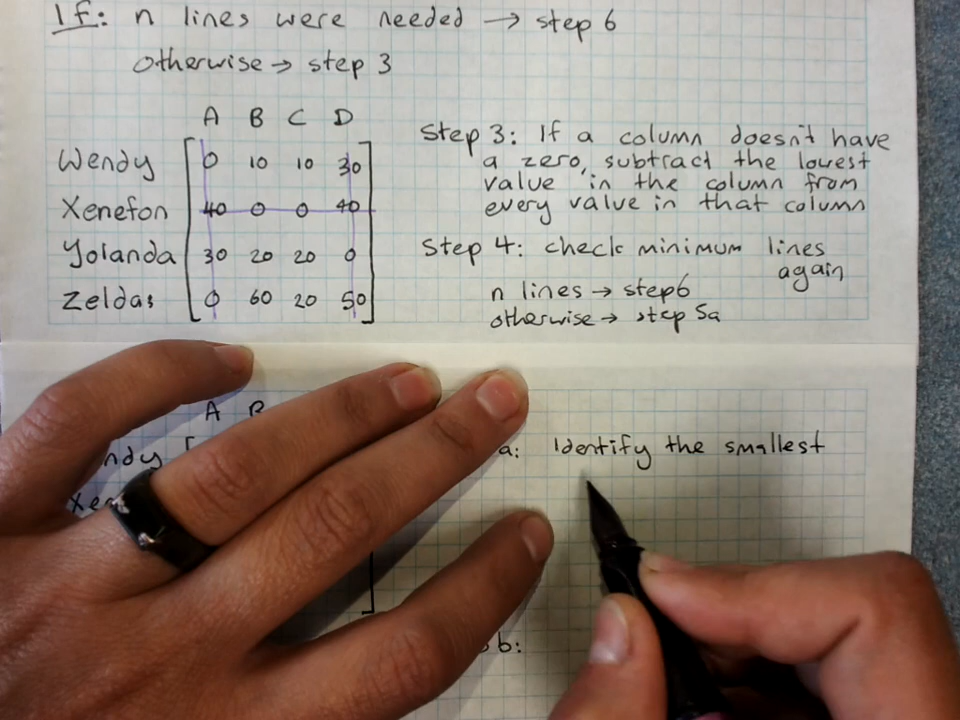 If: n lines were needed → step 6
otherwise → step 3
A B C D
Wendy 0 10 10 30
Xenefon 40 0 0 40
Yolanda 30 20 20 0
Zeldas 0 60 20 50
Step 3: If a column doesn't have
a zero, subtract the lowest
value in the column from
every value in that column
Step 4: check minimum lines
again
n lines → step6
otherwise → step 5a
A B
ndy
Xe
a: Identify the smallest
b: